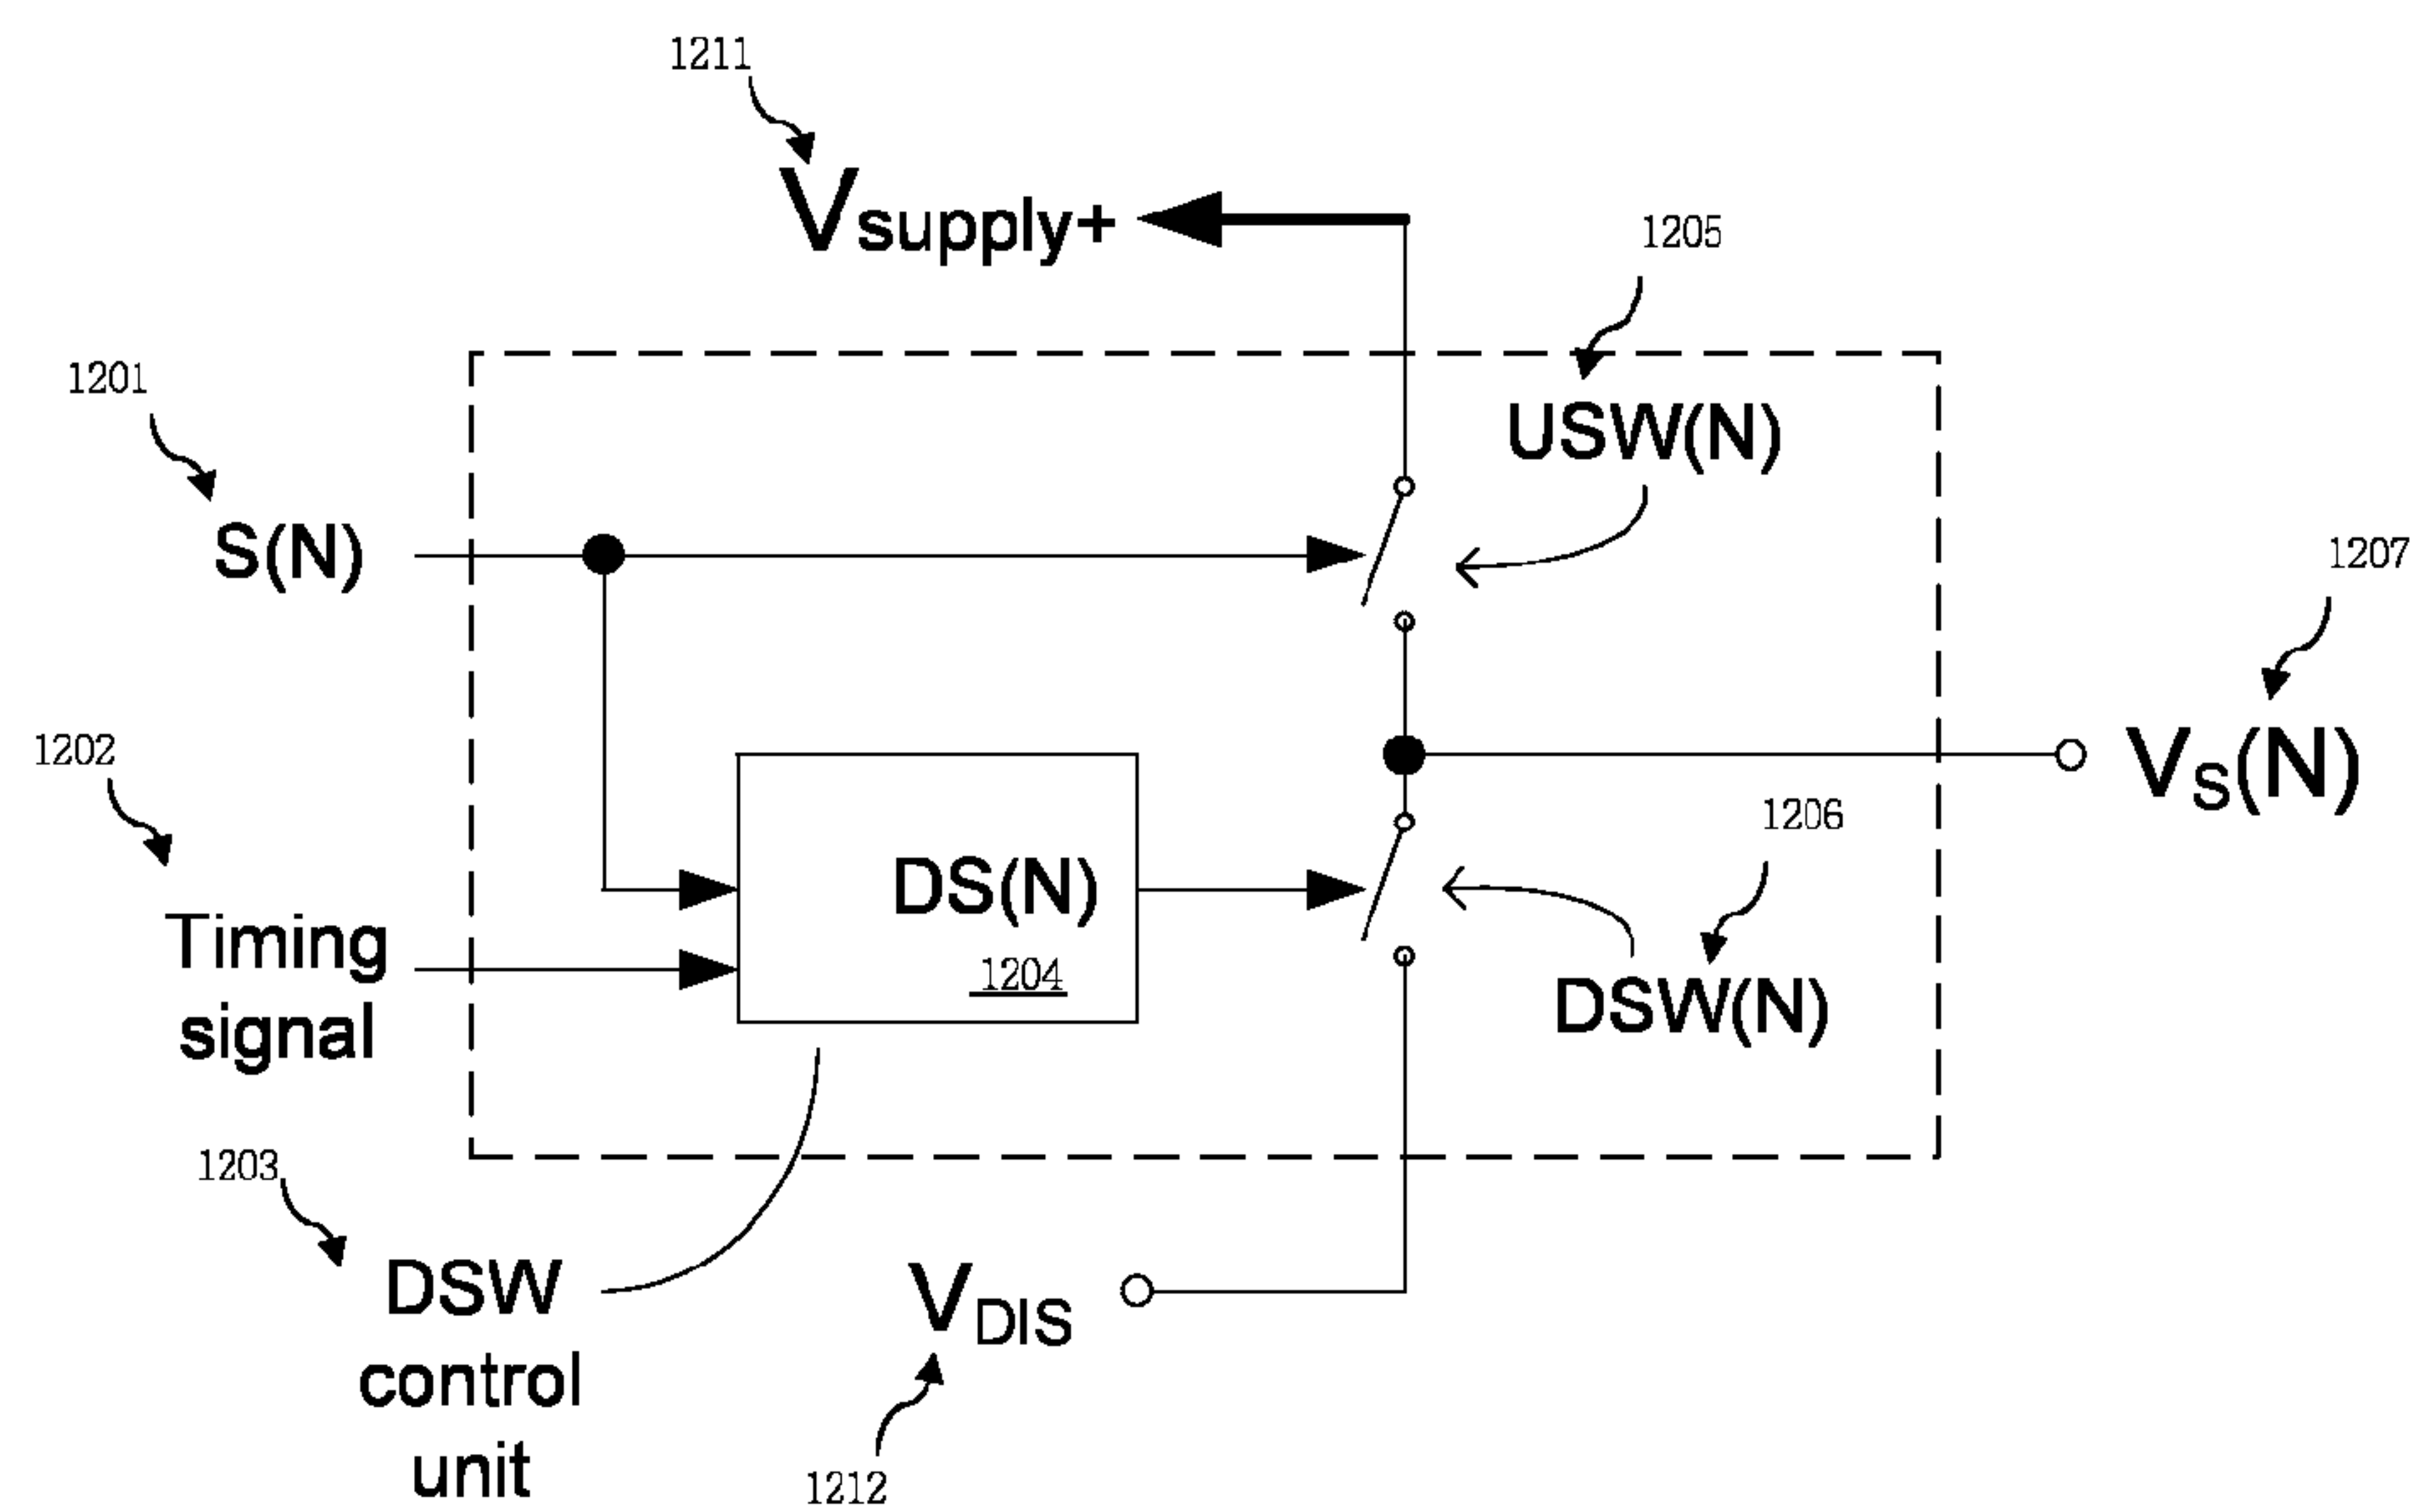 1211
Vsupply+
1205
USW(N)
1201
S(N)
1207
VS(N)
1202
Timing
signal
DS(N)
1204
1206
DSW(N)
1203
DSW
control
unit
VDIS
1212